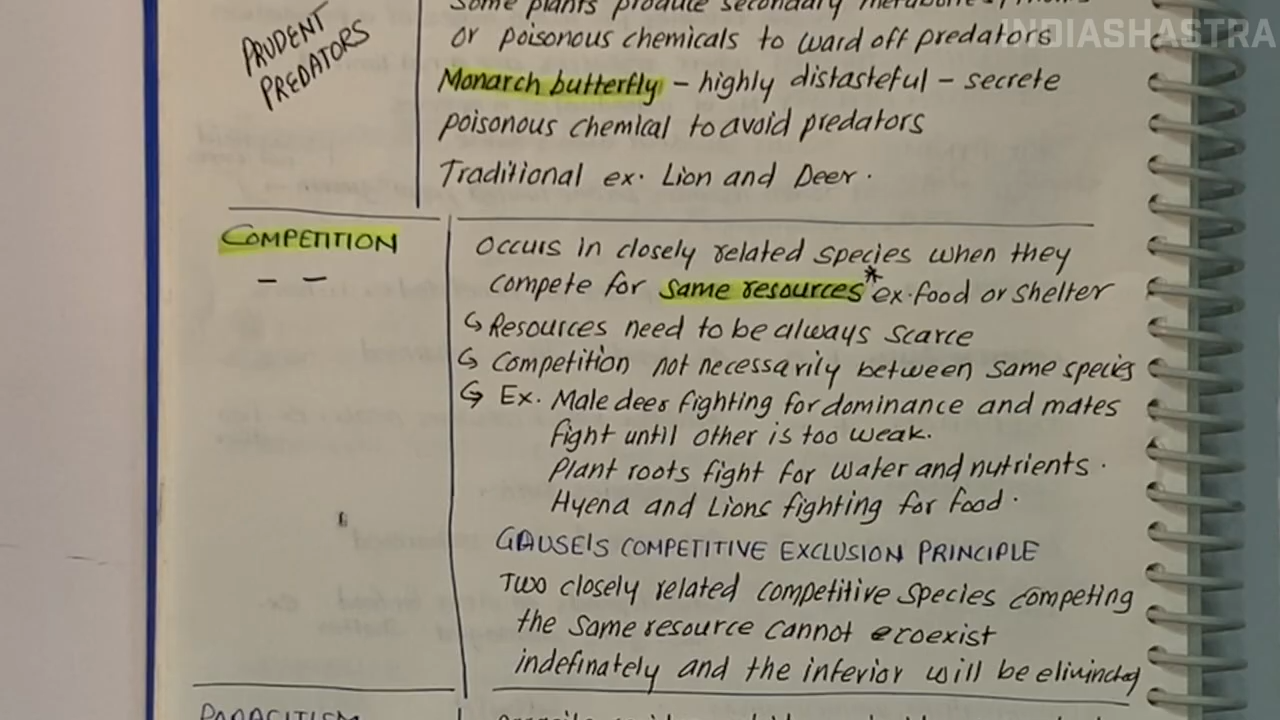 Some plants produce secondary
INDIASHASTRA
PRUDENT
PREDATORS
or poisonous chemicals to ward off predators
Monarch butterfly – highly distasteful – secrete
poisonous chemical to avoid predators
Traditional ex. Lion and Deer.
COMPETITION
– –
Occurs in closely related species when they
compete for same resources* ex. food or shelter
↳ Resources need to be always scarce
↳ Competition not necessarily between same species
↳ Ex. Male deer fighting for dominance and mates
fight until other is too weak.
Plant roots fight for water and nutrients.
Hyena and Lions fighting for food.
GAUSE'S COMPETITIVE EXCLUSION PRINCIPLE
Two closely related competitive species competing
the same resource cannot coexist
indefinately and the inferior will be
PARACITISM